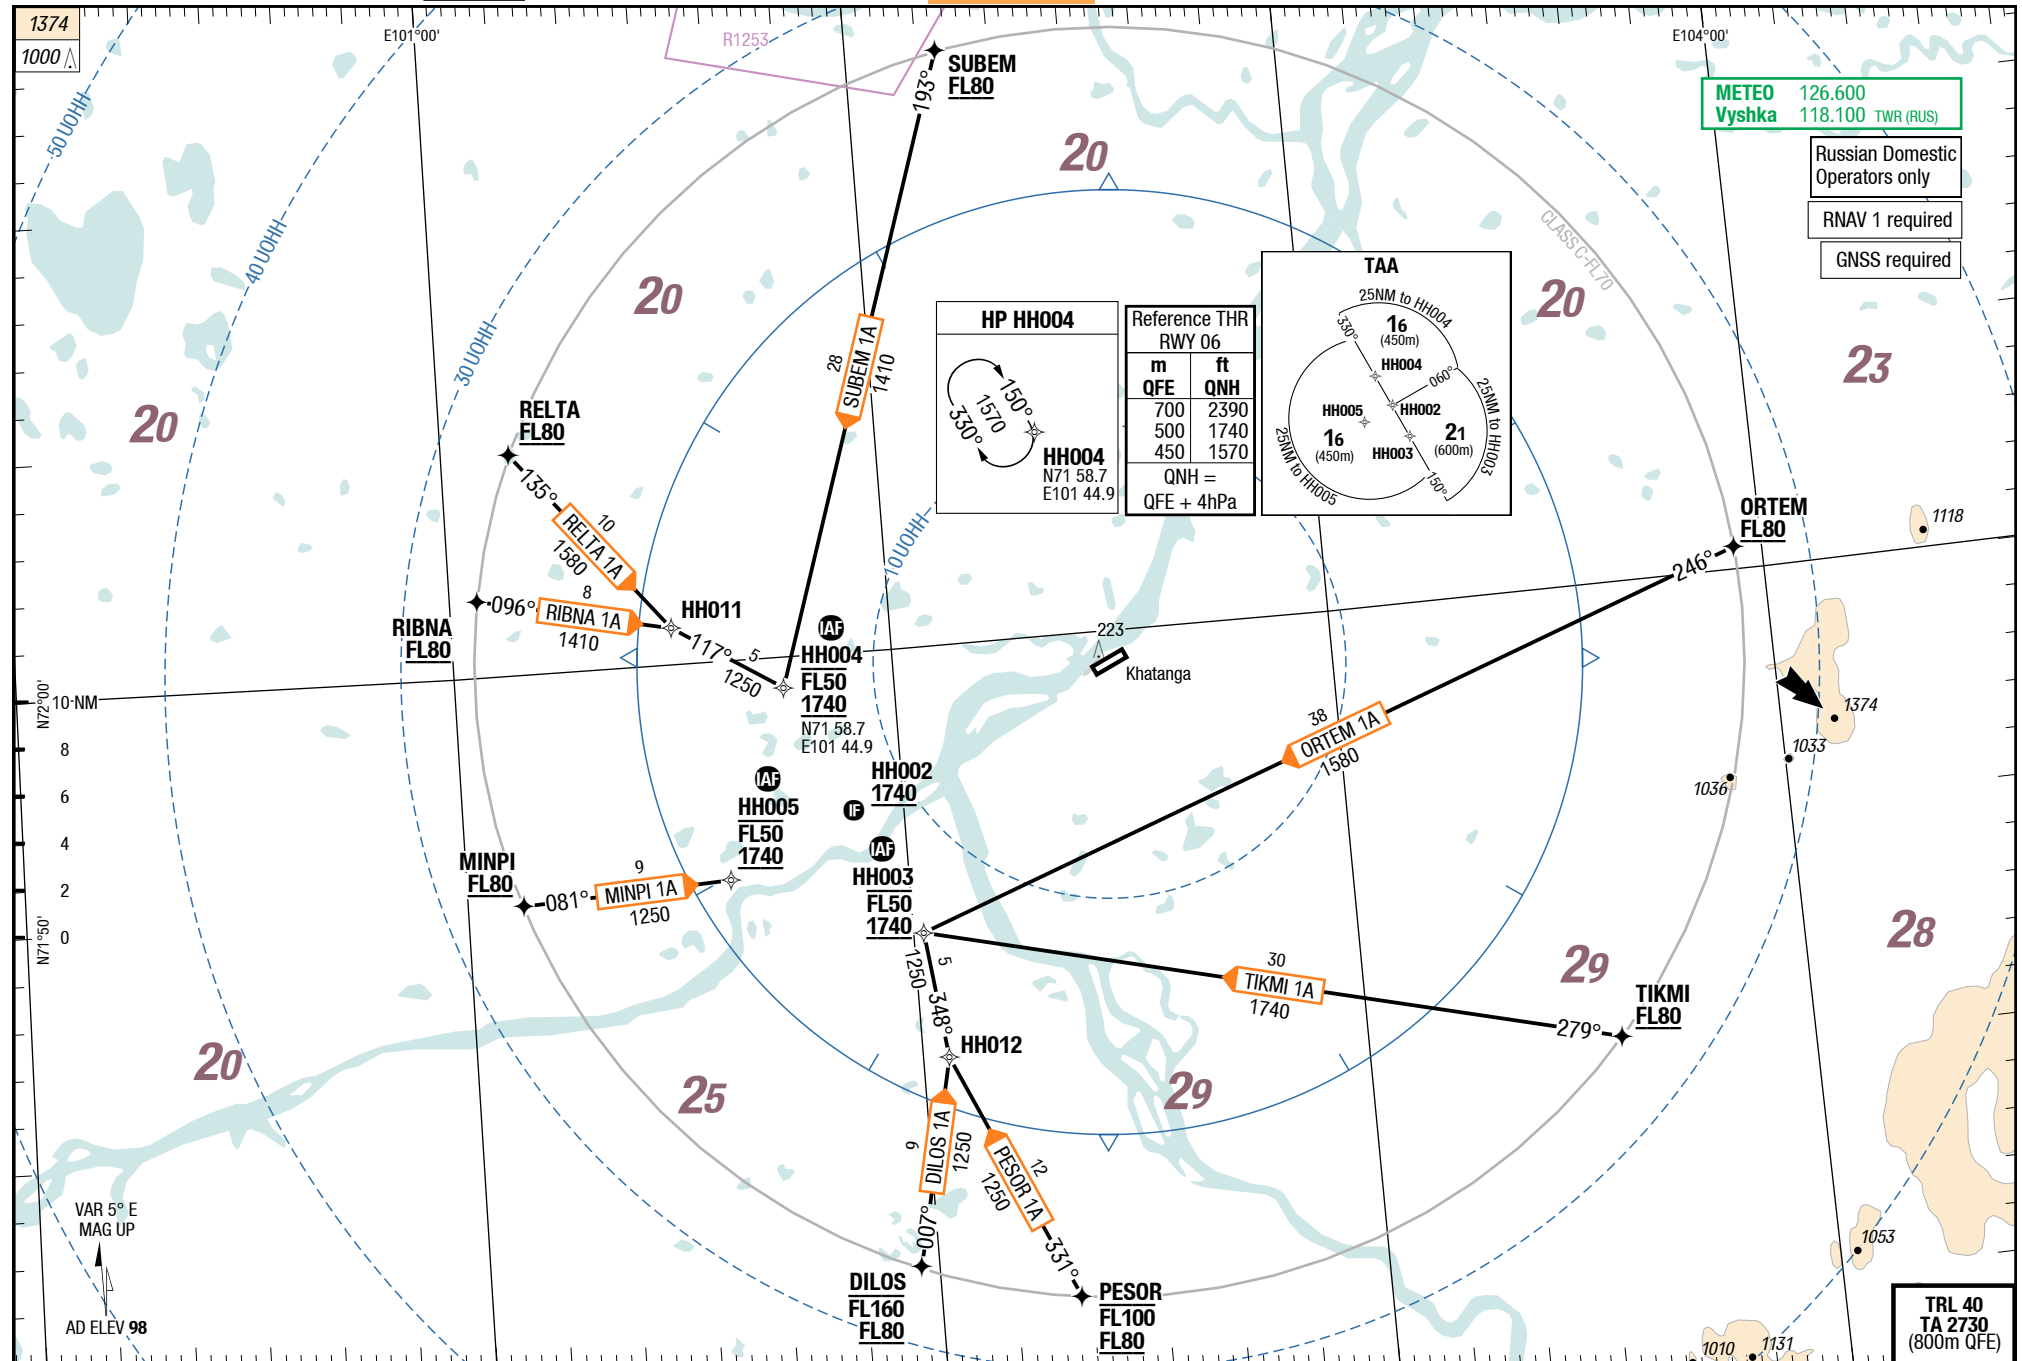 1374
1000
E101°00'
R1253
SUBEM
FL80
193°
E104°00'
METEO 126.600
Vyshka 118.100 TWR (RUS)
Russian Domestic
Operators only
RNAV 1 required
GNSS required
50 UOHH
40 UOHH
30 UOHH
10 UOHH
CLASS C-FL70
20
20
20
20
23
20
25
29
29
28
28
SUBEM 1A
1410
HP HH004
150°
1570
330°
HH004
N71 58.7
E101 44.9
Reference THR
RWY 06
m ft
QFE QNH
700 2390
500 1740
450 1570
QNH =
QFE + 4hPa
TAA
25NM to HH004
330°
16
(450m)
HH004
060°
HH005
HH002
16
(450m)
21
(600m)
HH003
150°
25NM to HH005
25NM to HH003
RELTA
FL80
135°
10
RELTA 1A
1580
RIBNA
FL80
096°
8
RIBNA 1A
1410
HH011
117°
5
1250
IAF
HH004
FL50
1740
N71 58.7
E101 44.9
223
Khatanga
ORTEM
FL80
246°
38
ORTEM 1A
1580
1118
1374
1033
1036
N72°00'
10 NM
8
6
4
2
0
N71°50'
IAF
HH005
FL50
1740
HH002
1740
IF
IAF
HH003
FL50
1740
MINPI
FL80
081°
9
MINPI 1A
1250
5
1250
348°
HH012
30
TIKMI 1A
1740
279°
TIKMI
FL80
9
DILOS 1A
1250
007°
DILOS
FL160
FL80
12
PESOR 1A
1250
331°
PESOR
FL100
FL80
VAR 5° E
MAG UP
AD ELEV 98
1053
1010
1131
TRL 40
TA 2730
(800m QFE)